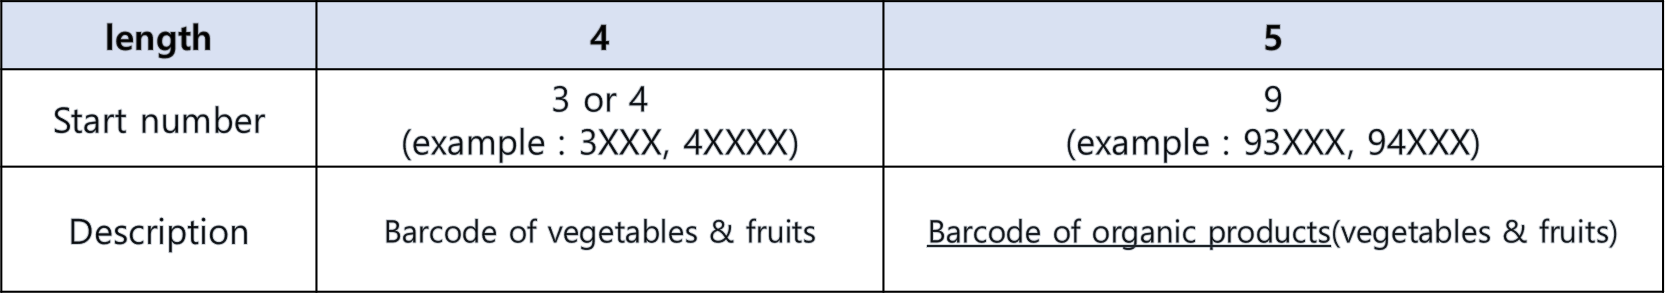 length 4 5
Start number
3 or 4
(example : 3XXX, 4XXXX)
9
(example : 93XXX, 94XXX)
Description Barcode of vegetables & fruits Barcode of organic products(vegetables & fruits)